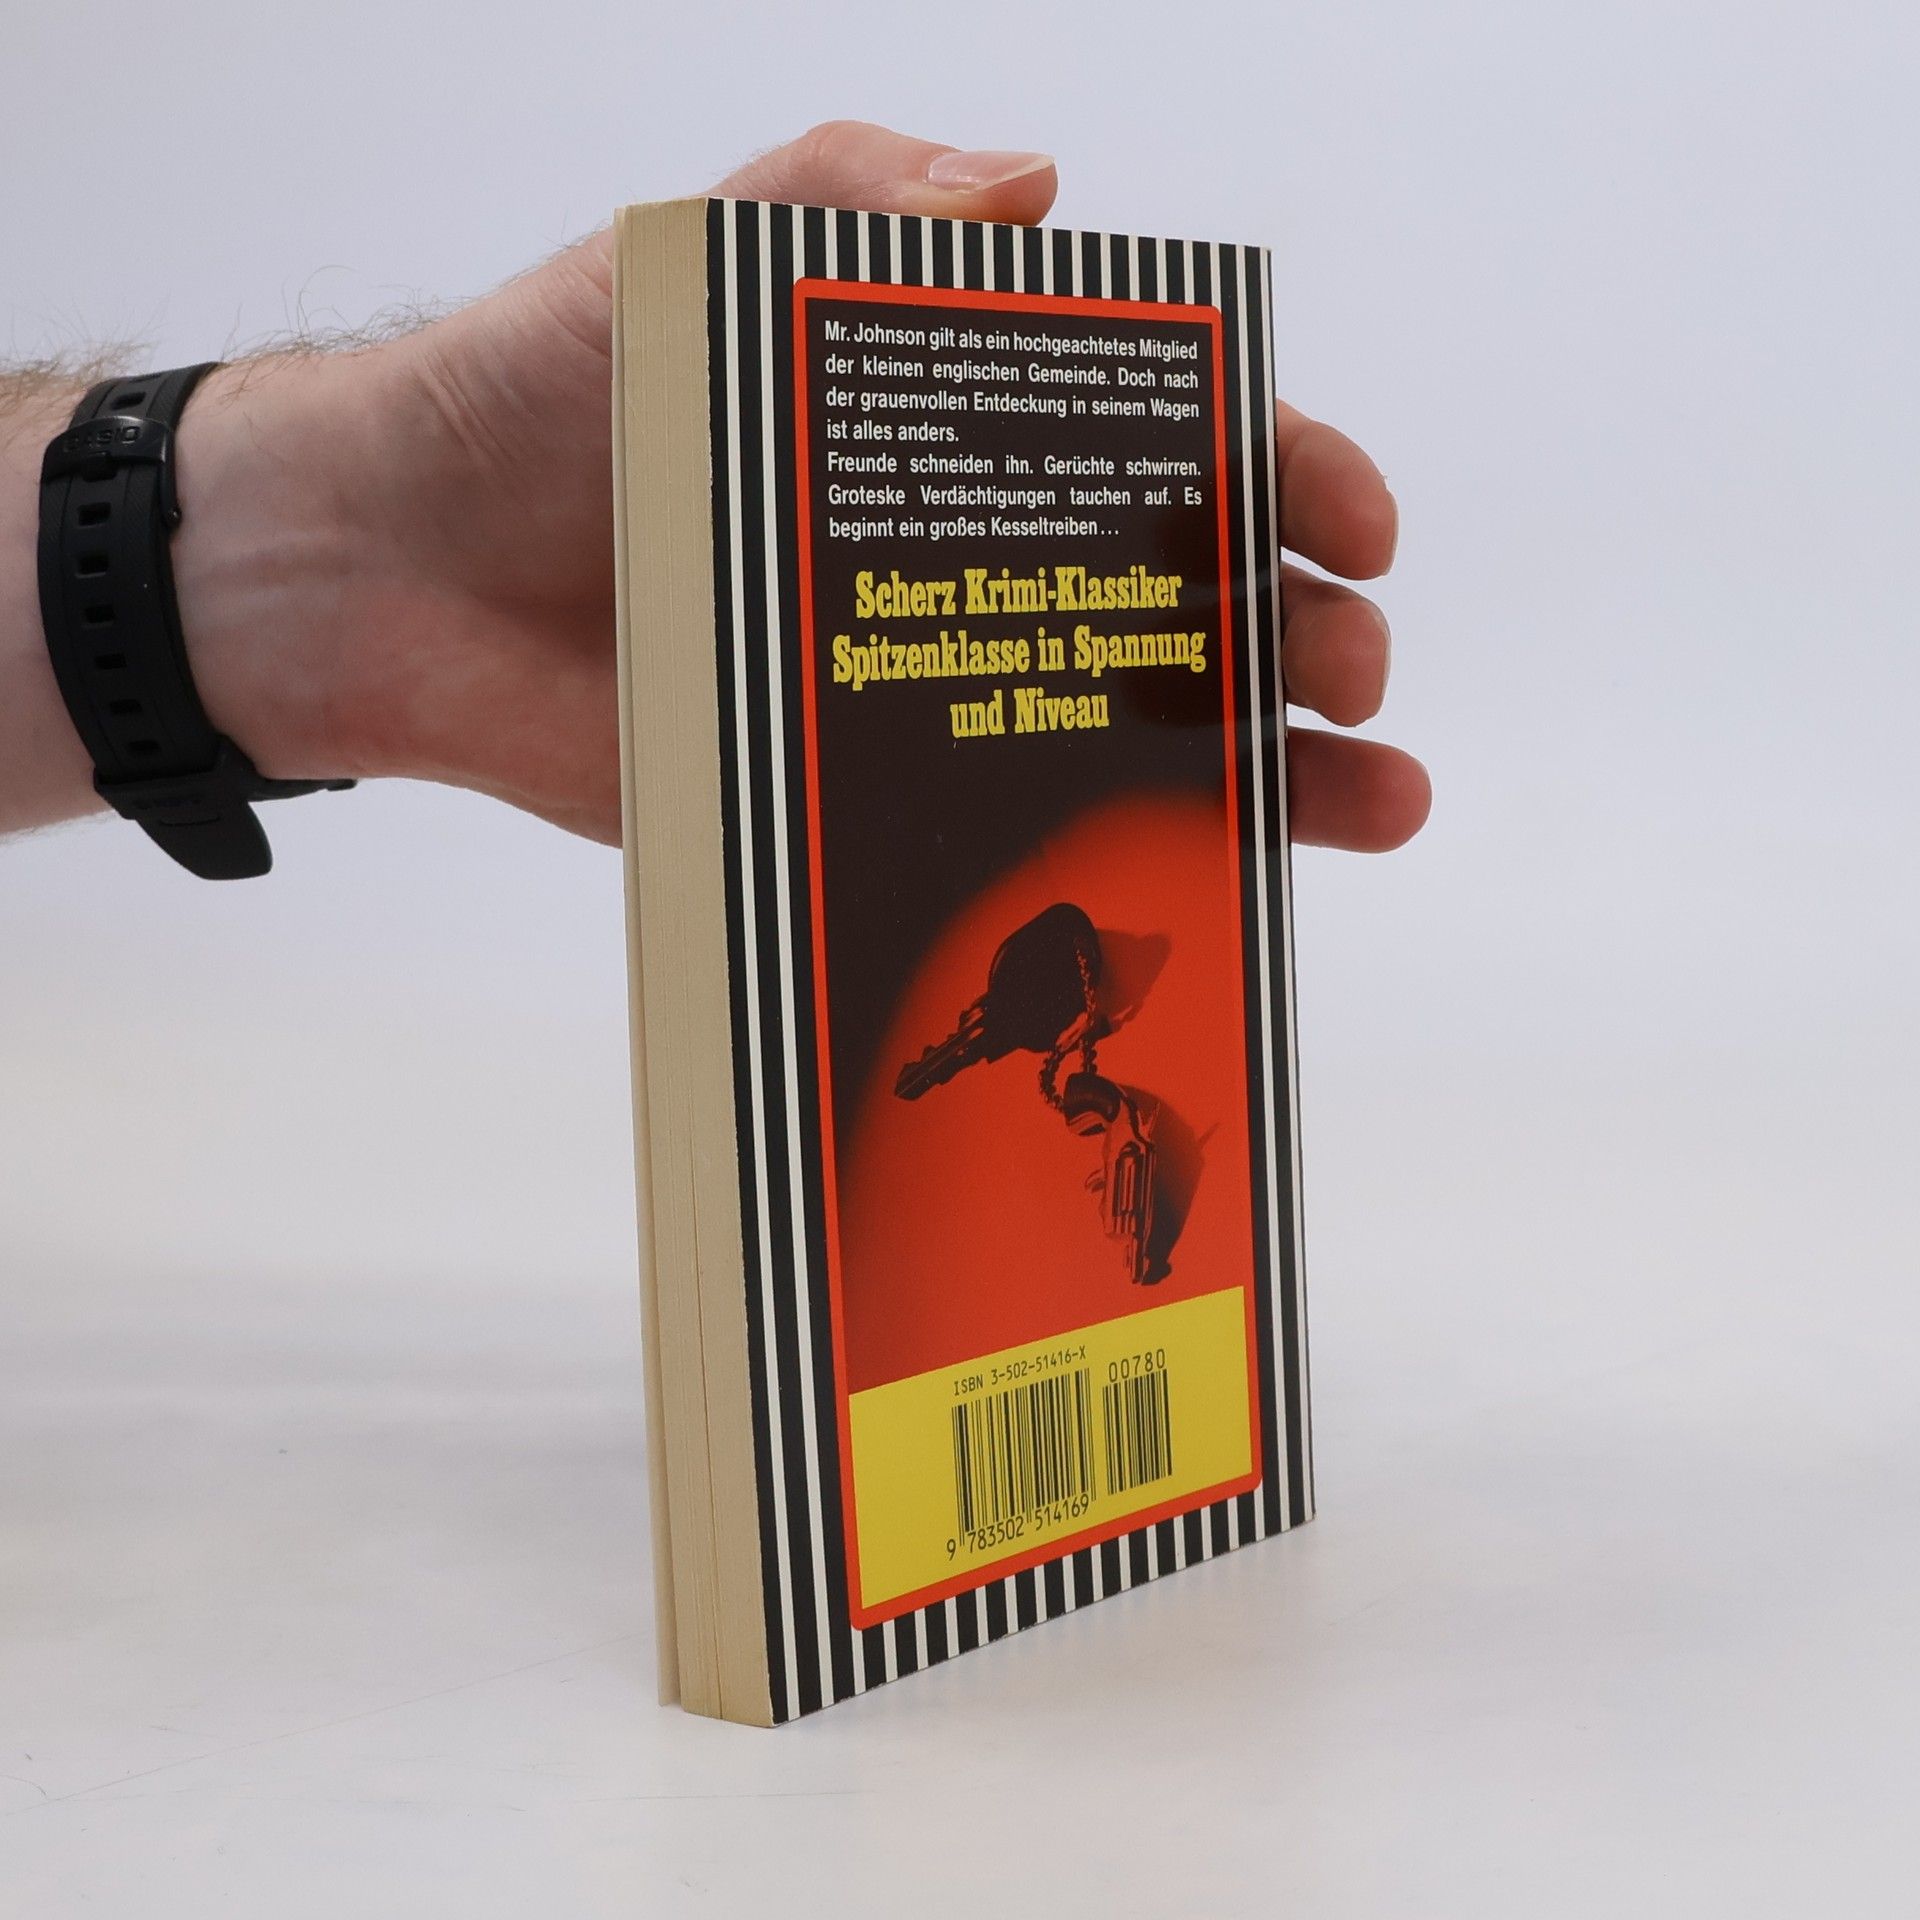 Mr. Johnson gilt als ein hochgeachtetes Mitglied
der kleinen englischen Gemeinde. Doch nach
der grauenvollen Entdeckung in seinem Wagen
ist alles anders.
Freunde schneiden ihn. Gerüchte schwirren.
Groteske Verdächtigungen tauchen auf. Es
beginnt ein großes Kesseltreiben...
Scherz Krimi-Klassiker
Spitzenklasse in Spannung
und Niveau
ISBN 3-502-51416-X
00780
9 783502 514169
CASIO